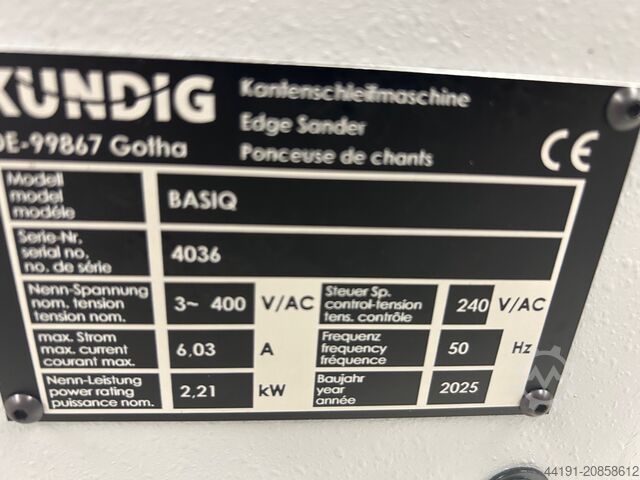 KUNDIG
DE-99867 Gotha
Kantenschleifmaschine
Edge Sander
Ponceuse de chants
CE
Modell
model
modéle
BASIQ
Serie-Nr.
serial no.
no. de série
4036
Nenn-Spannung
nom. tension
tension nom.
3~ 400 V/AC
Steuer Sp.
control-tension
tens. contrôle
240 V/AC
max. Strom
max. current
courant max.
6,03 A
Frequenz
frequency
fréquence
50 Hz
Nenn-Leistung
power rating
puissance nom.
2,21 kW
Baujahr
year
année
2025
44191-20858612